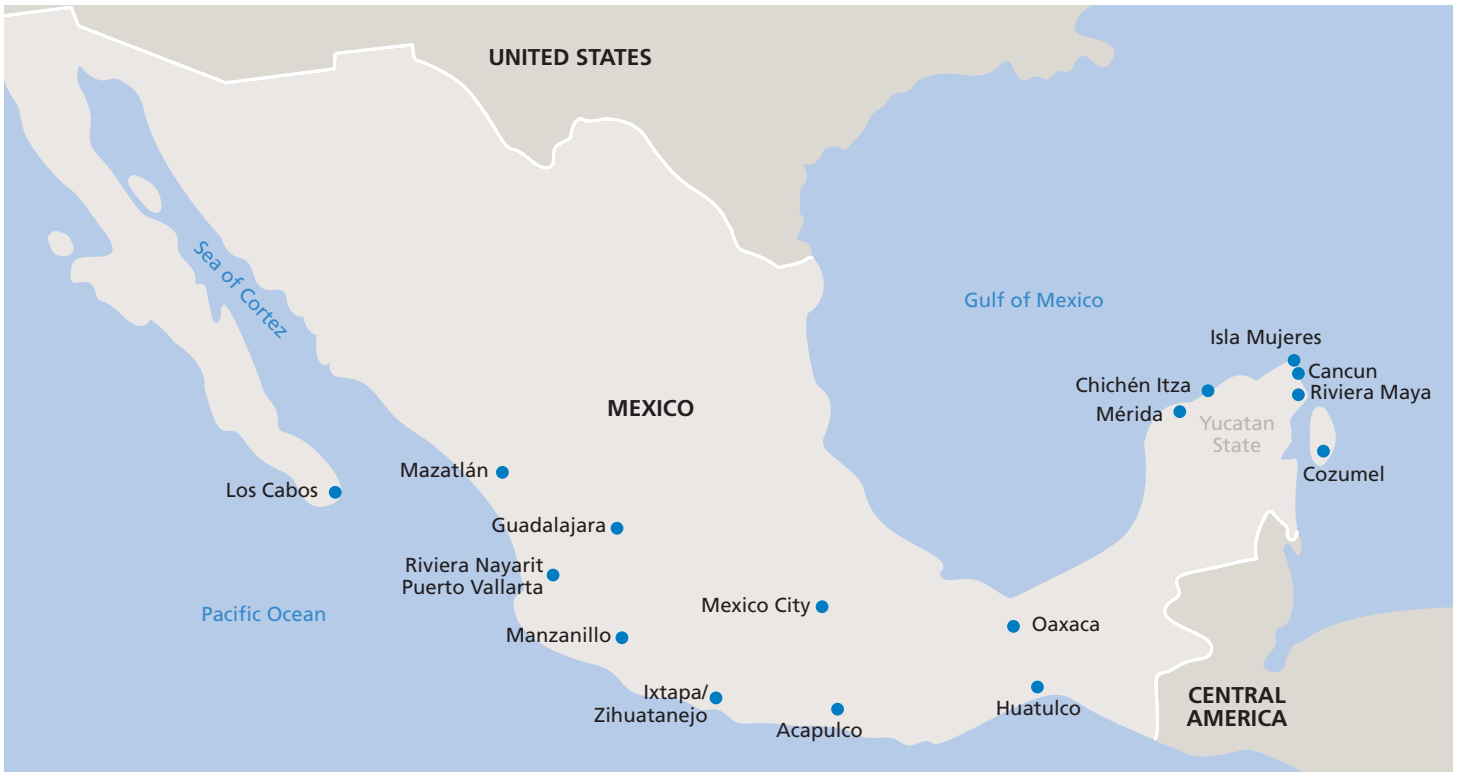 UNITED STATES
Sea of Cortez
Gulf of Mexico
Isla Mujeres
Cancun
Chichén Itza
Riviera Maya
Mérida
MEXICO
Yucatan
State
Mazatlán
Cozumel
Los Cabos
Guadalajara
Riviera Nayarit
Puerto Vallarta
Mexico City
Pacific Ocean
Oaxaca
Manzanillo
Ixtapa/
Zihuatanejo
CENTRAL
AMERICA
Huatulco
Acapulco